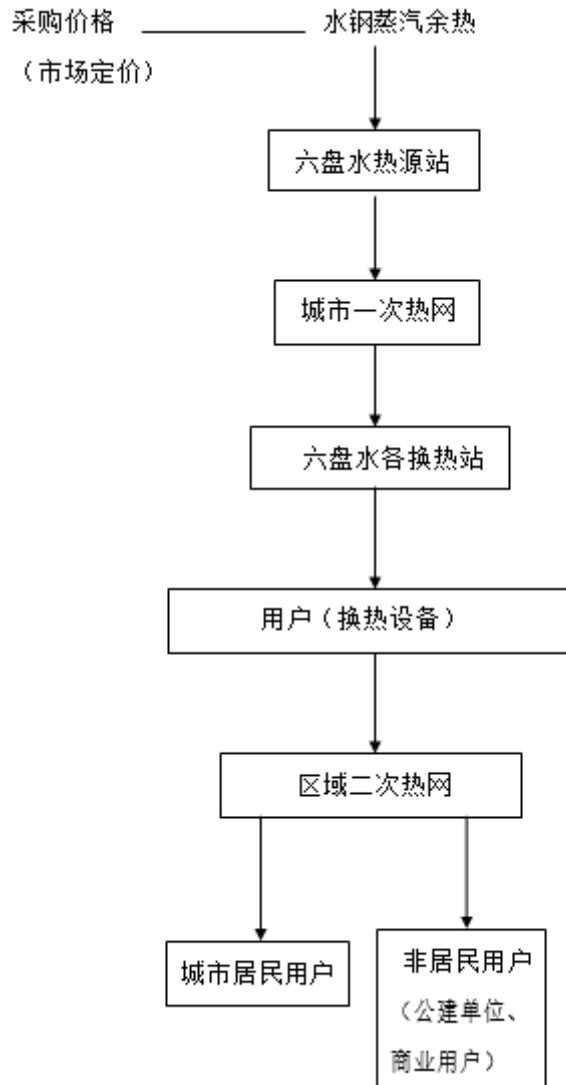 采购价格
水钢蒸汽余热
（市场定价）
六盘水热源站
城市一次热网
六盘水各换热站
用户（换热设备）
区域二次热网
城市居民用户
非居民用户
（公建单位、
商业用户）